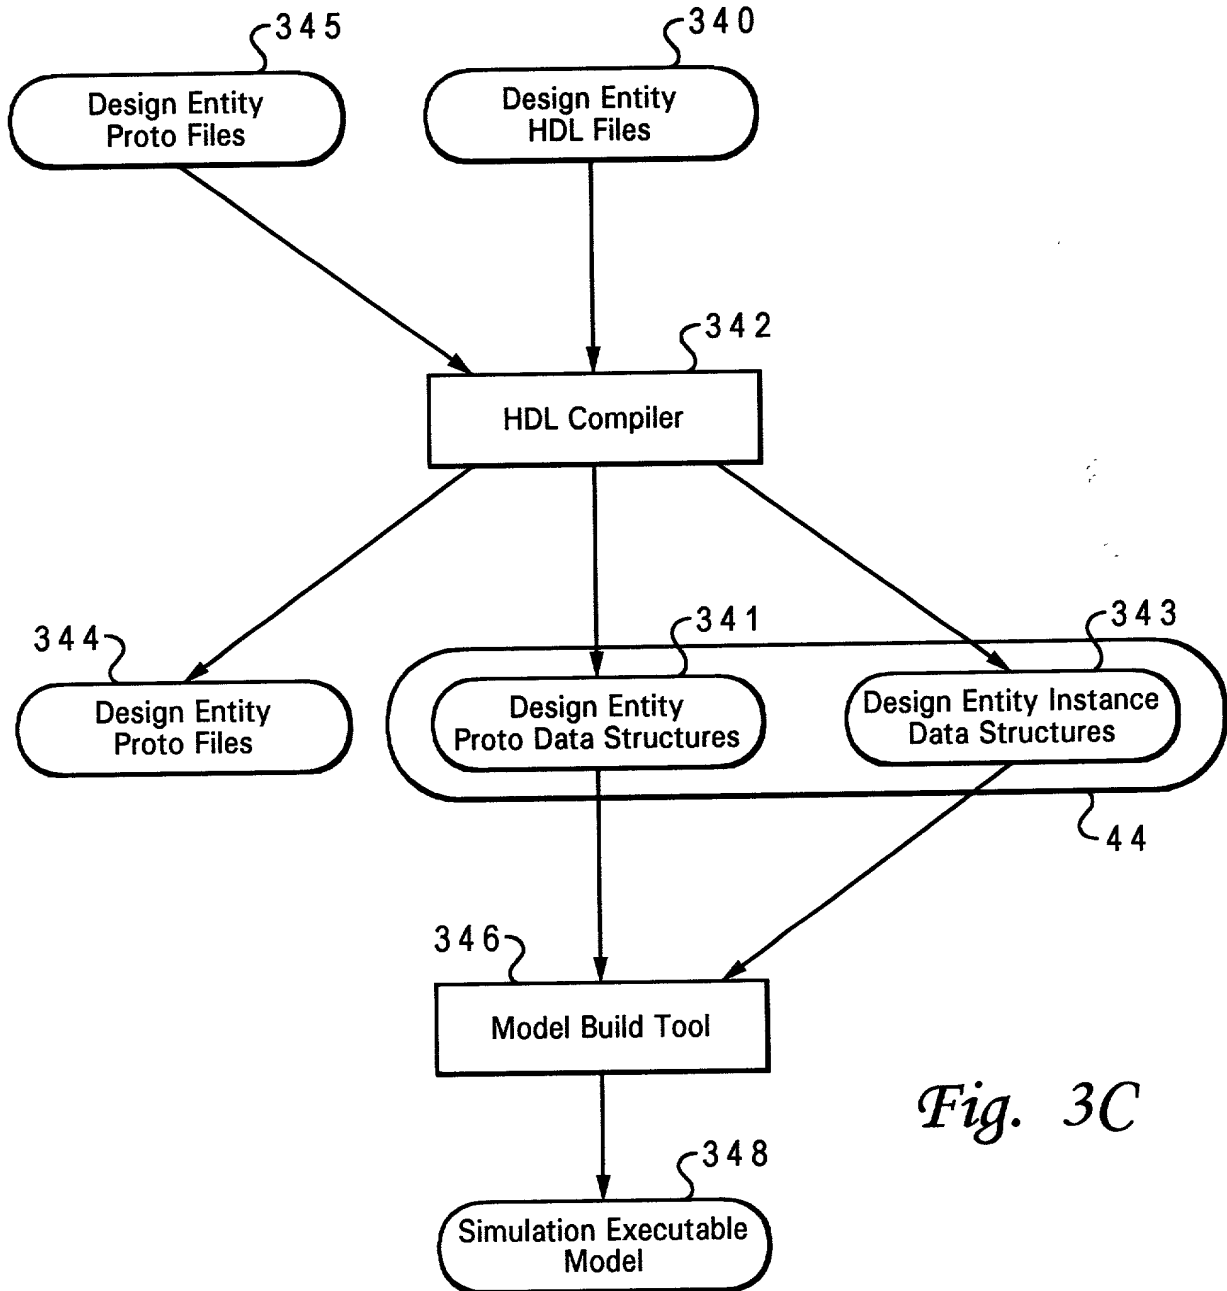 345
340
Design Entity
Proto Files
Design Entity
HDL Files
342
HDL Compiler
344
341
343
Design Entity
Proto Files
Design Entity
Proto Data Structures
Design Entity Instance
Data Structures
44
346
Model Build Tool
Fig. 3C
348
Simulation Executable
Model